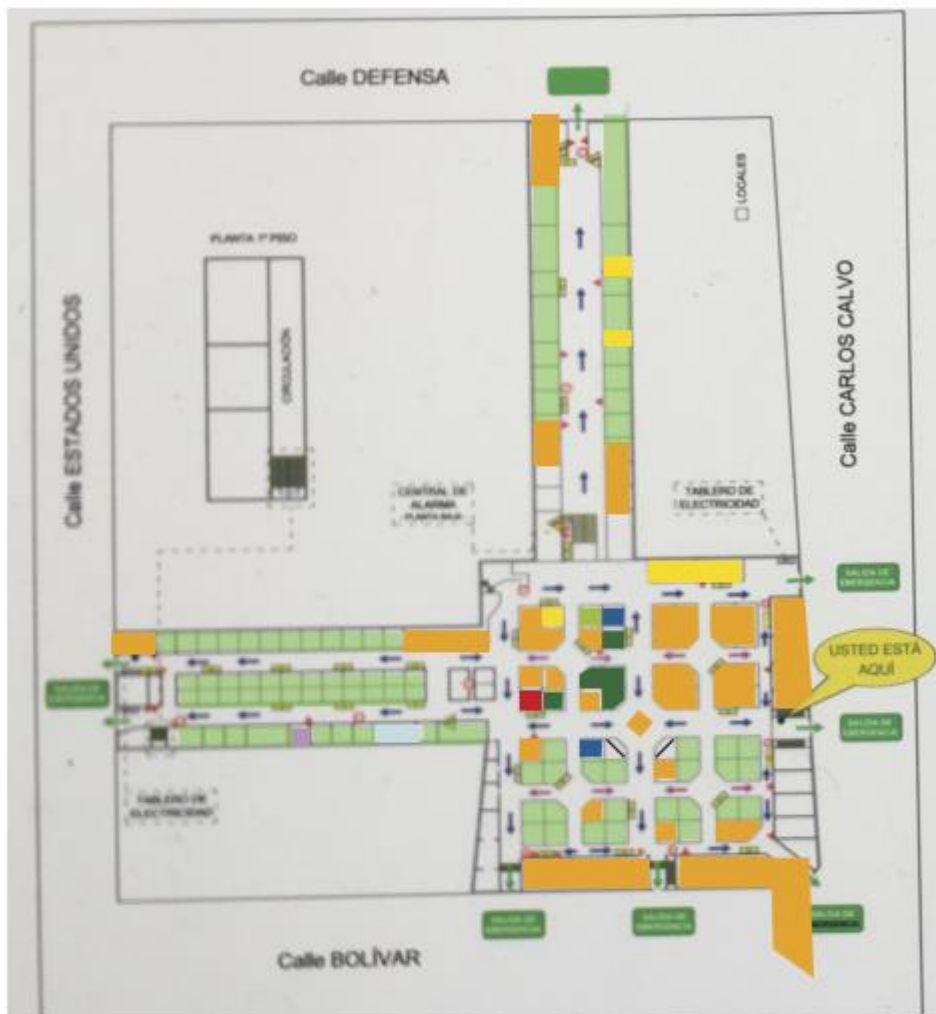 Calle DEFENSA
LOCALES
PLANTA 1º PISO
CIRCULACIÓN
Calle ESTADOS UNIDOS
Calle CARLOS CALVO
CENTRAL DE
ALARMA
PLANTA BAJA
TABLERO DE
ELECTRICIDAD
SALIDA DE
EMERGENCIA
USTED ESTÁ
AQUÍ
SALIDA DE
EMERGENCIA
SALIDA DE
EMERGENCIA
TABLERO DE
ELECTRICIDAD
SALIDA DE
EMERGENCIA
SALIDA DE
EMERGENCIA
SALIDA DE
EMERGENCIA
Calle BOLÍVAR